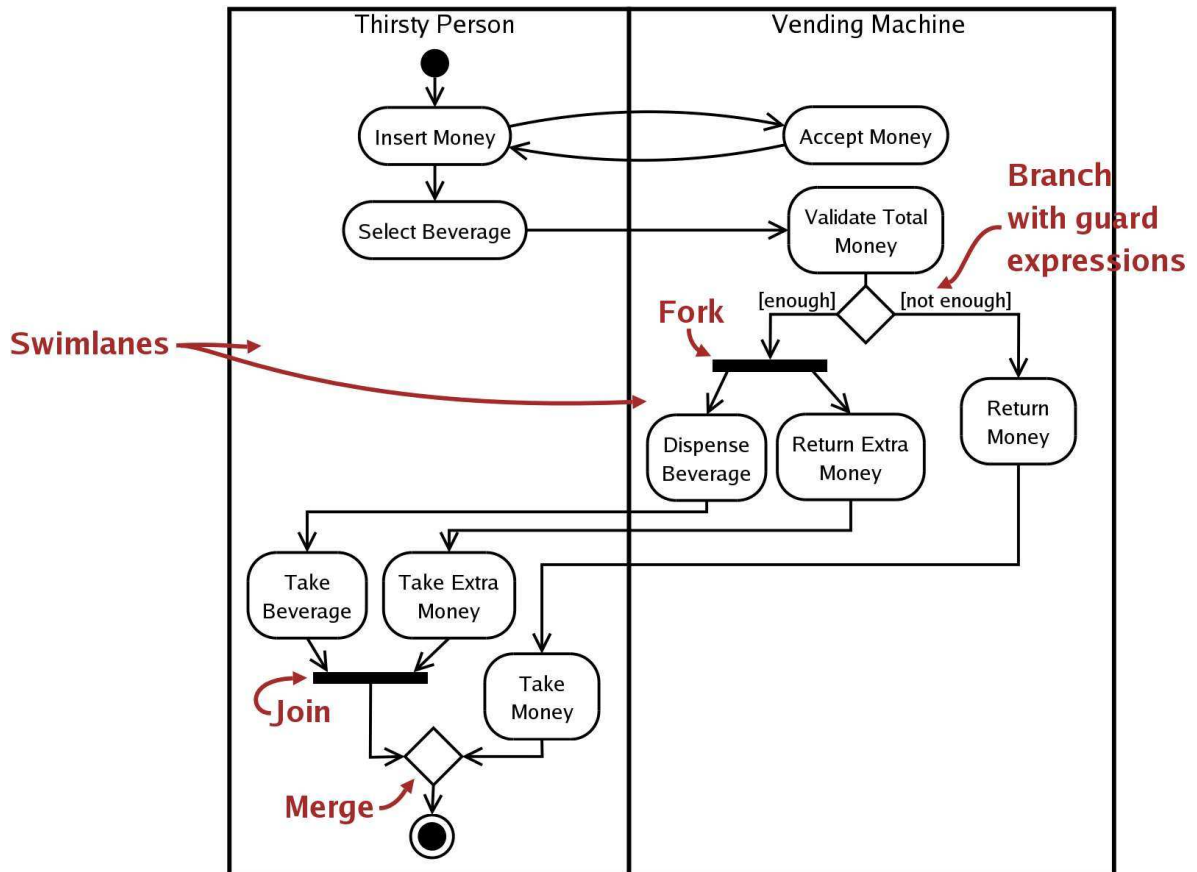 Thirsty Person
Vending Machine
Insert Money
Accept Money
Select Beverage
Validate Total
Money
Branch
with guard
expressions
[enough]
[not enough]
Fork
Swimlanes
Dispense
Beverage
Return Extra
Money
Return
Money
Take
Beverage
Take Extra
Money
Take
Money
Join
Merge